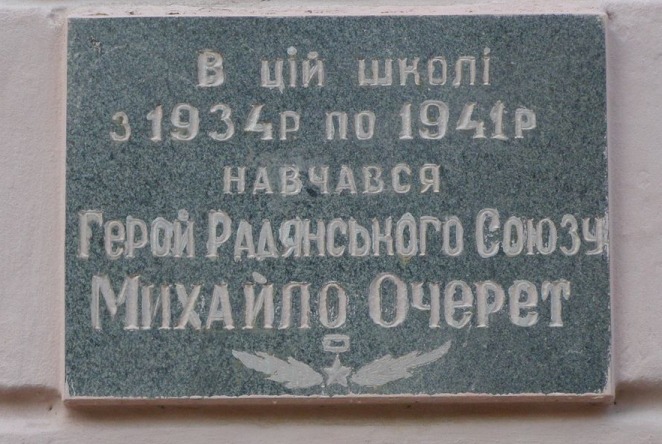 В цій школі
з 1934р по 1941р
навчався
Герой Радянського Союзу
Михайло Очерет